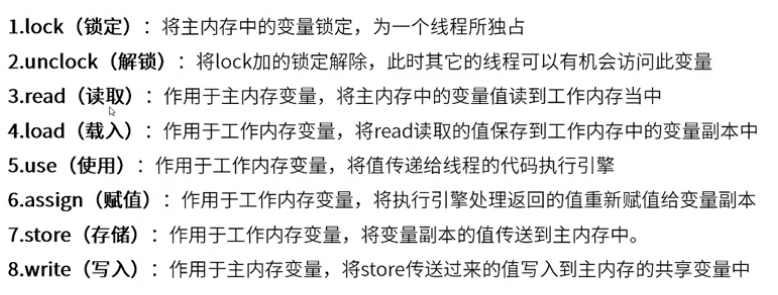 1.lock（锁定）：将主内存中的变量锁定，为一个线程所独占
2.unclock（解锁）：将lock加的锁定解除，此时其它的线程可以有机会访问此变量
3.read（读取）：作用于主内存变量，将主内存中的变量值读到工作内存当中
4.load（载入）：作用于工作内存变量，将read读取的值保存到工作内存中的变量副本中
5.use（使用）：作用于工作内存变量，将值传递给线程的代码执行引擎
6.assign（赋值）：作用于工作内存变量，将执行引擎处理返回的值重新赋值给变量副本
7.store（存储）：作用于工作内存变量，将变量副本的值传送到主内存中。
8.write（写入）：作用于主内存变量，将store传送过来的值写入到主内存的共享变量中